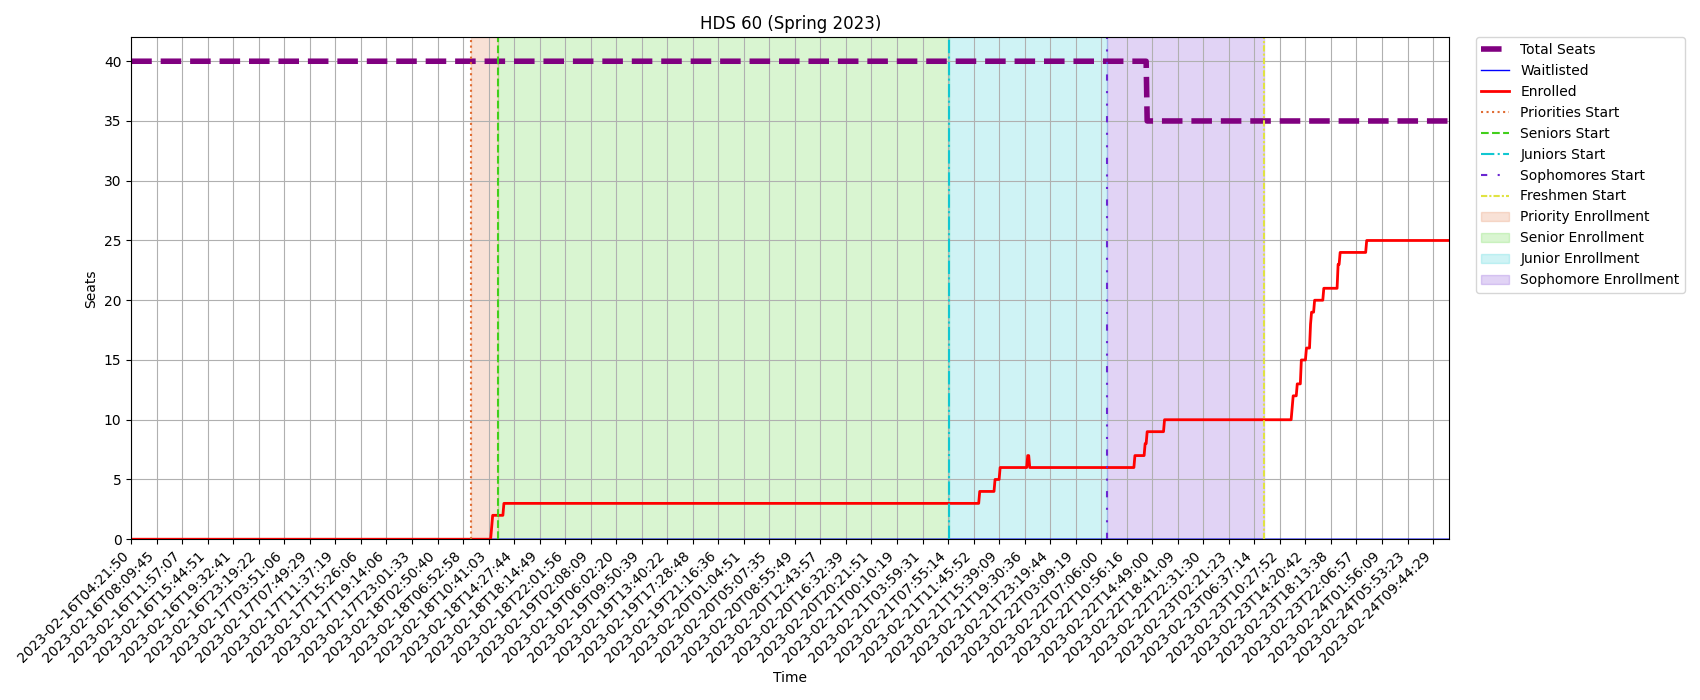 HDS 60 (Spring 2023)
Seats
40
35
30
25
20
15
10
5
0
2023-02-16T04:21:50
2023-02-16T08:09:45
2023-02-16T11:57:07
2023-02-16T15:44:51
2023-02-16T19:32:41
2023-02-16T23:19:22
2023-02-17T03:51:06
2023-02-17T07:49:29
2023-02-17T11:37:19
2023-02-17T15:26:06
2023-02-17T19:14:06
2023-02-17T23:01:33
2023-02-18T02:50:40
2023-02-18T06:52:58
2023-02-18T10:41:03
2023-02-18T14:27:44
2023-02-18T18:14:49
2023-02-18T22:01:56
2023-02-19T02:08:09
2023-02-19T06:02:20
2023-02-19T09:50:39
2023-02-19T13:40:22
2023-02-19T17:28:48
2023-02-19T21:16:36
2023-02-20T01:04:51
2023-02-20T05:07:35
2023-02-20T08:55:49
2023-02-20T12:43:57
2023-02-20T16:32:39
2023-02-20T20:21:51
2023-02-21T00:10:19
2023-02-21T03:59:31
2023-02-21T07:55:14
2023-02-21T11:45:52
2023-02-21T15:39:09
2023-02-21T19:30:36
2023-02-21T23:19:44
2023-02-22T03:09:19
2023-02-22T07:06:00
2023-02-22T10:56:16
2023-02-22T14:49:00
2023-02-22T18:41:09
2023-02-22T22:31:30
2023-02-23T02:21:23
2023-02-23T06:37:14
2023-02-23T10:27:52
2023-02-23T14:20:42
2023-02-23T18:13:38
2023-02-23T22:06:57
2023-02-24T01:56:09
2023-02-24T05:53:23
2023-02-24T09:44:29
Time
Total Seats
Waitlisted
Enrolled
Priorities Start
Seniors Start
Juniors Start
Sophomores Start
Freshmen Start
Priority Enrollment
Senior Enrollment
Junior Enrollment
Sophomore Enrollment